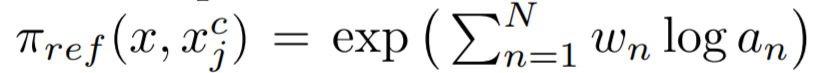 π_{ref}(x, x_j^c) = exp ( ∑_{n=1}^{N} w_n log a_n )